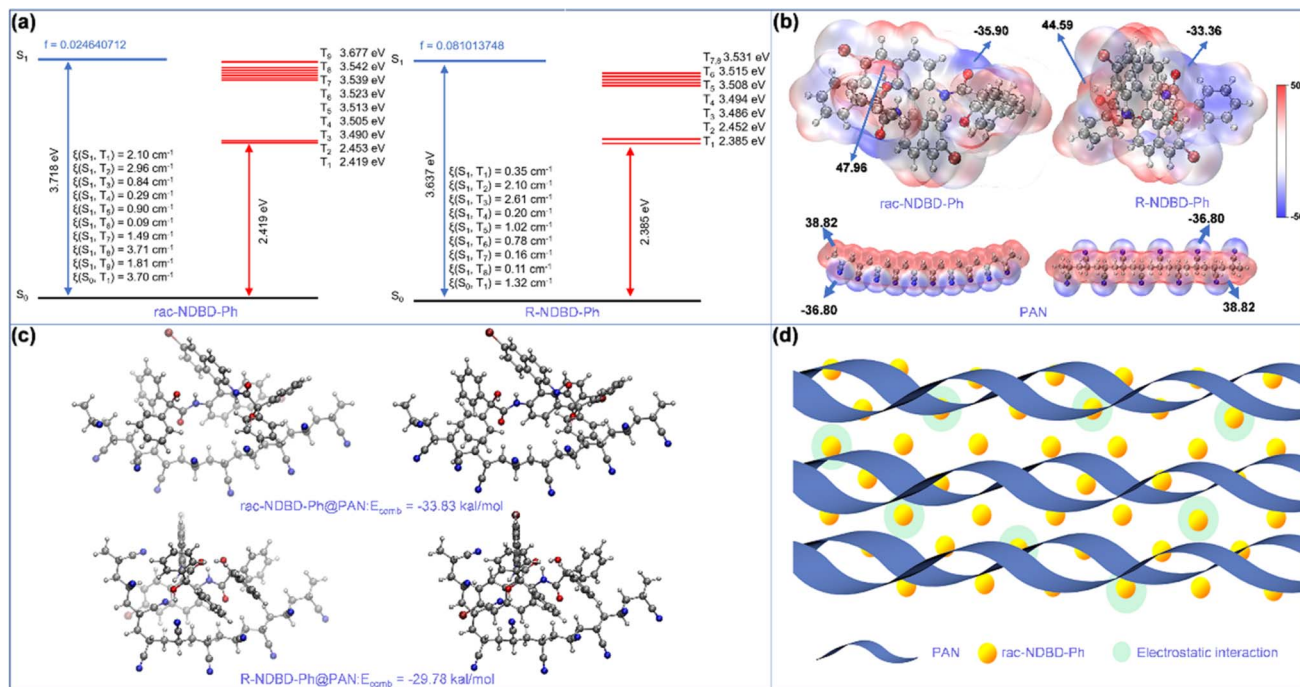 (a)
f = 0.024640712
S1
3.718 eV
ξ(S1, T1) = 2.10 cm-1
ξ(S1, T2) = 2.96 cm-1
ξ(S1, T3) = 0.84 cm-1
ξ(S1, T4) = 0.29 cm-1
ξ(S1, T5) = 0.90 cm-1
ξ(S1, T6) = 0.09 cm-1
ξ(S1, T7) = 1.49 cm-1
ξ(S1, T8) = 3.71 cm-1
ξ(S1, T9) = 1.81 cm-1
ξ(S0, T1) = 3.70 cm-1
2.419 eV
T9 3.677 eV
T8 3.542 eV
T7 3.539 eV
T6 3.523 eV
T5 3.513 eV
T4 3.505 eV
T3 3.490 eV
T2 2.453 eV
T1 2.419 eV
S0
rac-NDBD-Ph
f = 0.081013748
S1
3.637 eV
ξ(S1, T1) = 0.35 cm-1
ξ(S1, T2) = 2.10 cm-1
ξ(S1, T3) = 2.61 cm-1
ξ(S1, T4) = 0.20 cm-1
ξ(S1, T5) = 1.02 cm-1
ξ(S1, T6) = 0.78 cm-1
ξ(S1, T7) = 0.16 cm-1
ξ(S1, T8) = 0.11 cm-1
ξ(S0, T1) = 1.32 cm-1
2.385 eV
T7,8 3.531 eV
T6 3.515 eV
T5 3.508 eV
T4 3.494 eV
T3 3.486 eV
T2 2.452 eV
T1 2.385 eV
S0
R-NDBD-Ph
(b)
-35.90
44.59
-33.36
50
47.96
rac-NDBD-Ph
R-NDBD-Ph
38.82
-36.80
-36.80
38.82
PAN
(c)
rac-NDBD-Ph@PAN:Ecomb = -33.83 kal/mol
R-NDBD-Ph@PAN:Ecomb = -29.78 kal/mol
(d)
PAN
rac-NDBD-Ph
Electrostatic interaction